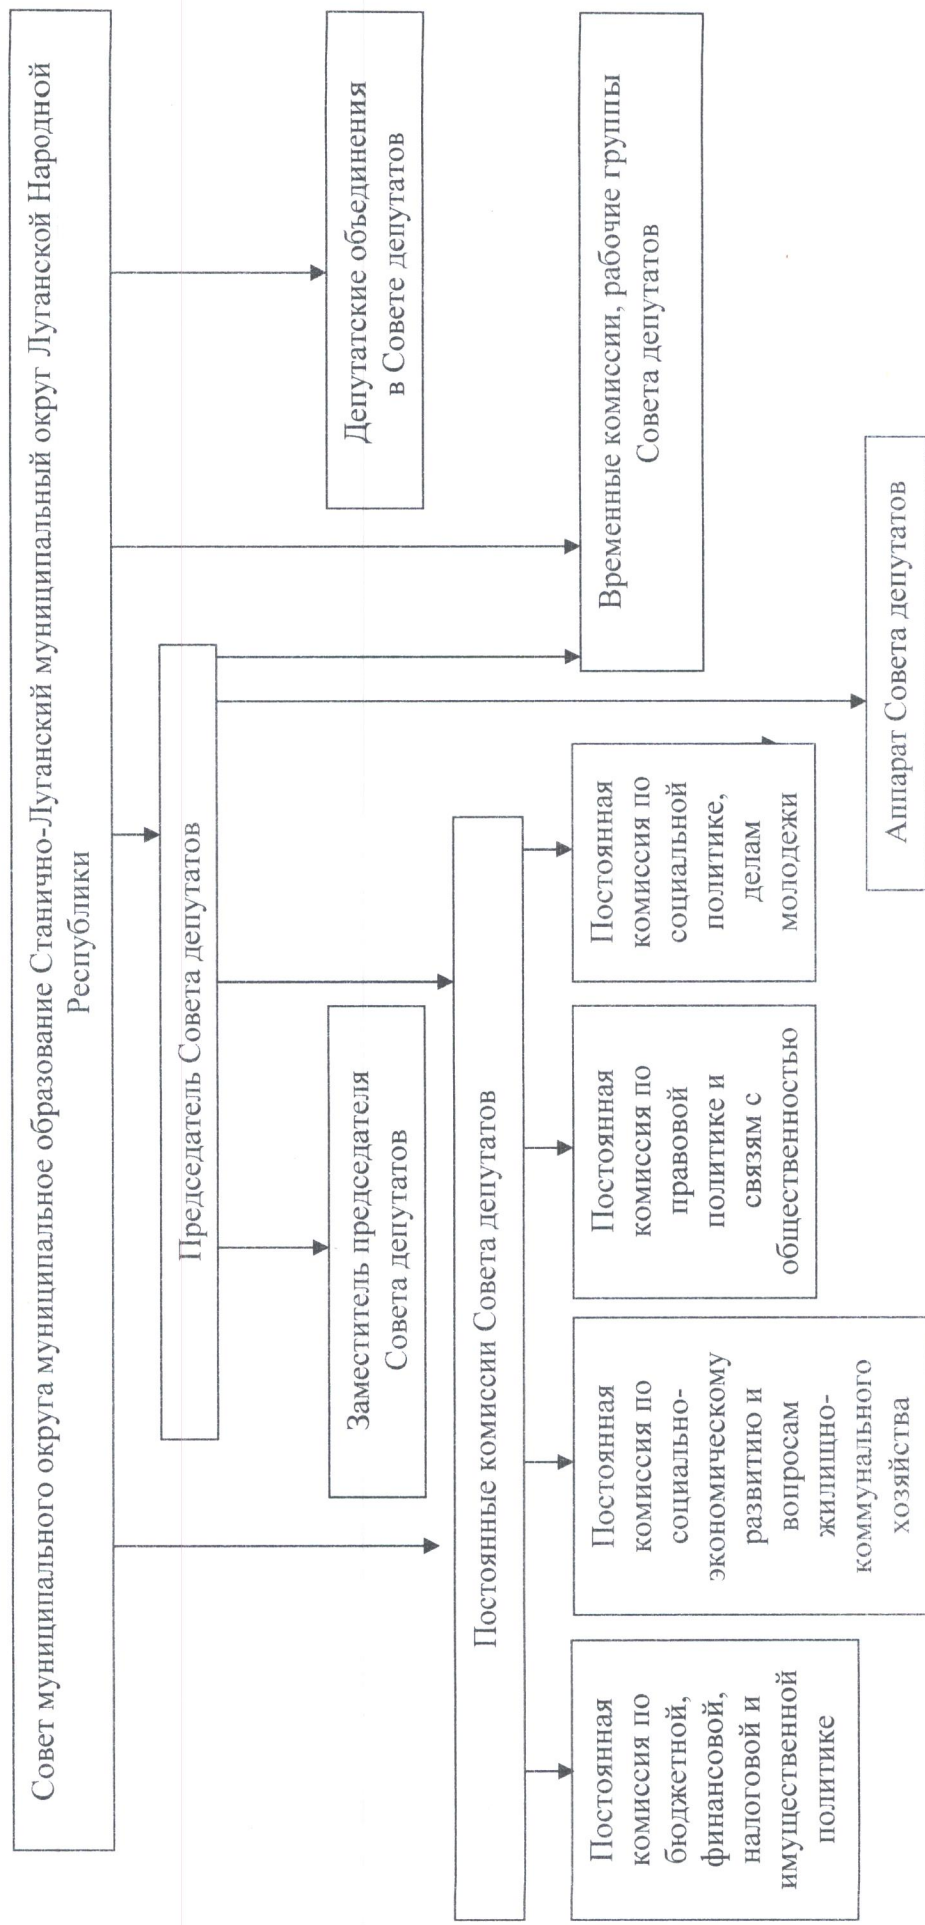 Совет муниципального округа муниципальное образование Станично-Луганский муниципальный округ Луганской Народной
Республики
Председатель Совета депутатов
Заместитель председателя
Совета депутатов
Депутатские объединения
в Совете депутатов
Постоянные комиссии Совета депутатов
Временные комиссии, рабочие группы
Совета депутатов
Постоянная
комиссия по
бюджетной,
финансовой,
налоговой и
имущественной
политике
Постоянная
комиссия по
социально-
экономическому
развитию и
вопросам
жилищно-
коммунального
хозяйства
Постоянная
комиссия по
правовой
политике и
связям с
общественностью
Постоянная
комиссия по
социальной
политике,
делам
молодежи
Аппарат Совета депутатов